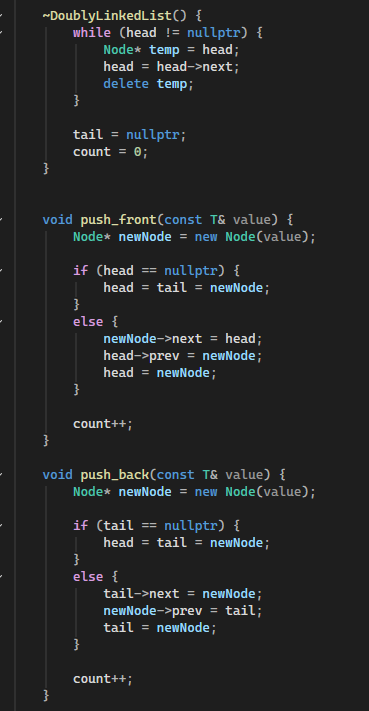 ~DoublyLinkedList() {
    while (head != nullptr) {
        Node* temp = head;
        head = head->next;
        delete temp;
    }

    tail = nullptr;
    count = 0;
}


void push_front(const T& value) {
    Node* newNode = new Node(value);

    if (head == nullptr) {
        head = tail = newNode;
    }
    else {
        newNode->next = head;
        head->prev = newNode;
        head = newNode;
    }

    count++;
}

void push_back(const T& value) {
    Node* newNode = new Node(value);

    if (tail == nullptr) {
        head = tail = newNode;
    }
    else {
        tail->next = newNode;
        newNode->prev = tail;
        tail = newNode;
    }

    count++;
}